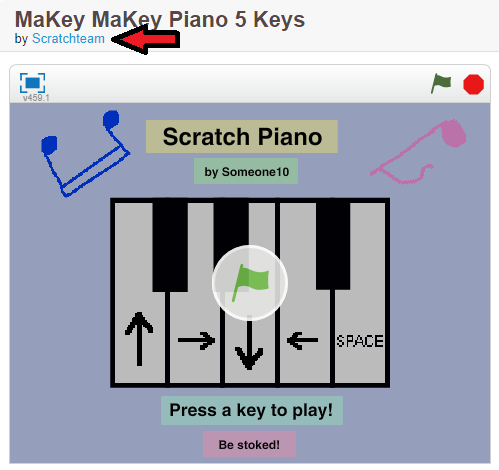 MaKey MaKey Piano 5 Keys
by Scratchteam
v459.1
Scratch Piano
by Someone10
SPACE
Press a key to play!
Be stoked!